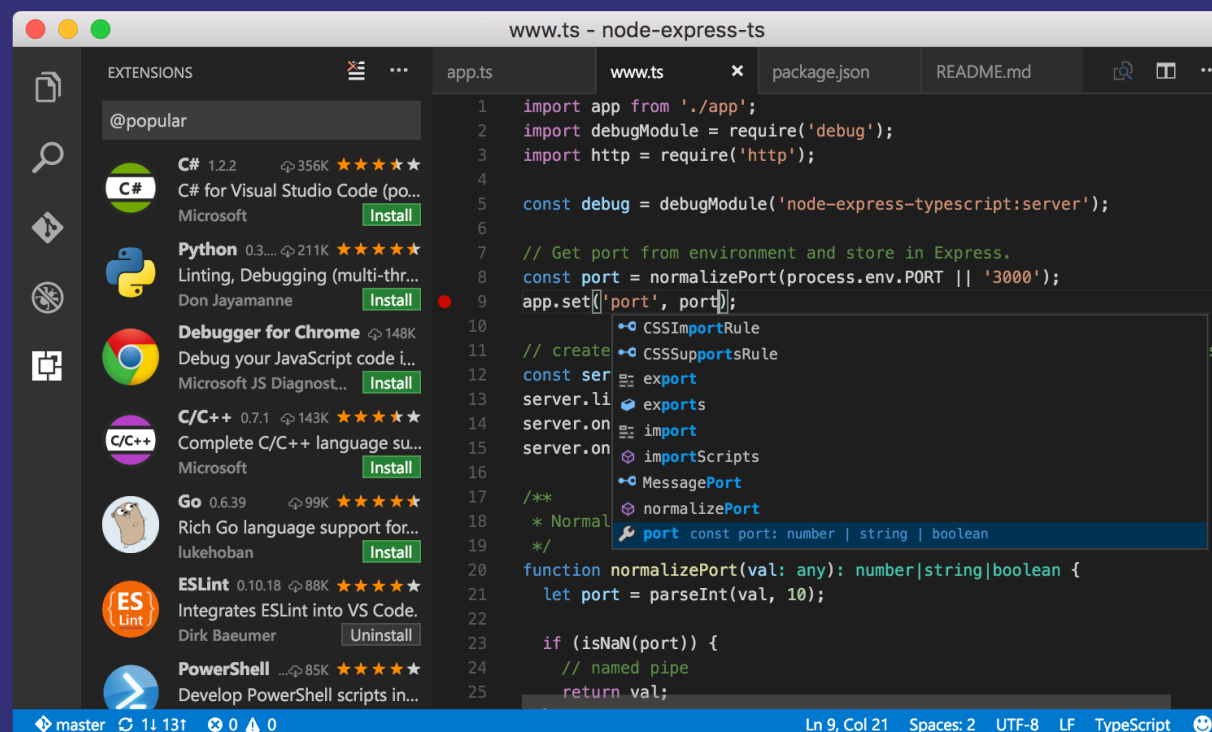 www.ts - node-express-ts
EXTENSIONS
@popular
C# 1.2.2 356K
C# for Visual Studio Code (po...
Microsoft Install
C#
Python 0.3.... 211K
Linting, Debugging (multi-thr...
Don Jayamanne Install
Debugger for Chrome 148K
Debug your JavaScript code i...
Microsoft JS Diagnost... Install
C/C++ 0.7.1 143K
Complete C/C++ language su...
Microsoft Install
C/C++
Go 0.6.39 99K
Rich Go language support for...
lukehoban Install
ESLint 0.10.18 88K
Integrates ESLint into VS Code.
Dirk Baeumer Uninstall
ES
Lint
PowerShell ... 85K
Develop PowerShell scripts in...
app.ts www.ts × package.json README.md
1 import app from './app';
2 import debugModule = require('debug');
3 import http = require('http');
4
5 const debug = debugModule('node-express-typescript:server');
6
7 // Get port from environment and store in Express.
8 const port = normalizePort(process.env.PORT || '3000');
9 app.set('port', port);
10
11 // create
12 const ser
13 server.li
14 server.on
15 server.on
16
17 /**
18 * Normal
19 */
20 function normalizePort(val: any): number|string|boolean {
21 let port = parseInt(val, 10);
22
23 if (isNaN(port)) {
24 // named pipe
25 return val;
CSSImportRule
CSSSupportsRule
export
exports
import
importScripts
MessagePort
normalizePort
port const port: number | string | boolean
master 1↓ 13↑ 0 0 Ln 9, Col 21 Spaces: 2 UTF-8 LF TypeScript